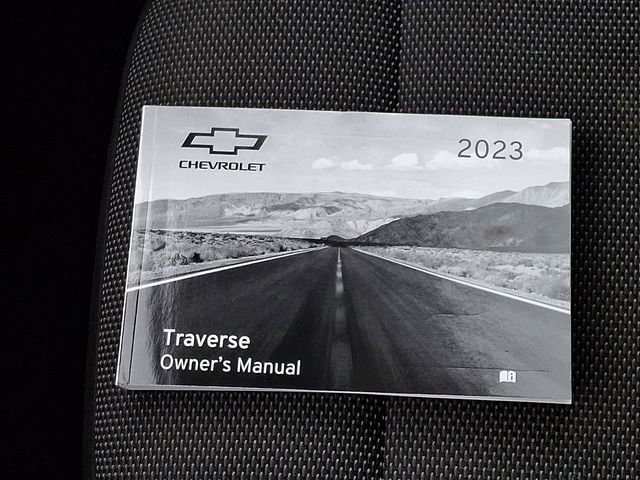 CHEVROLET
2023
Traverse
Owner's Manual